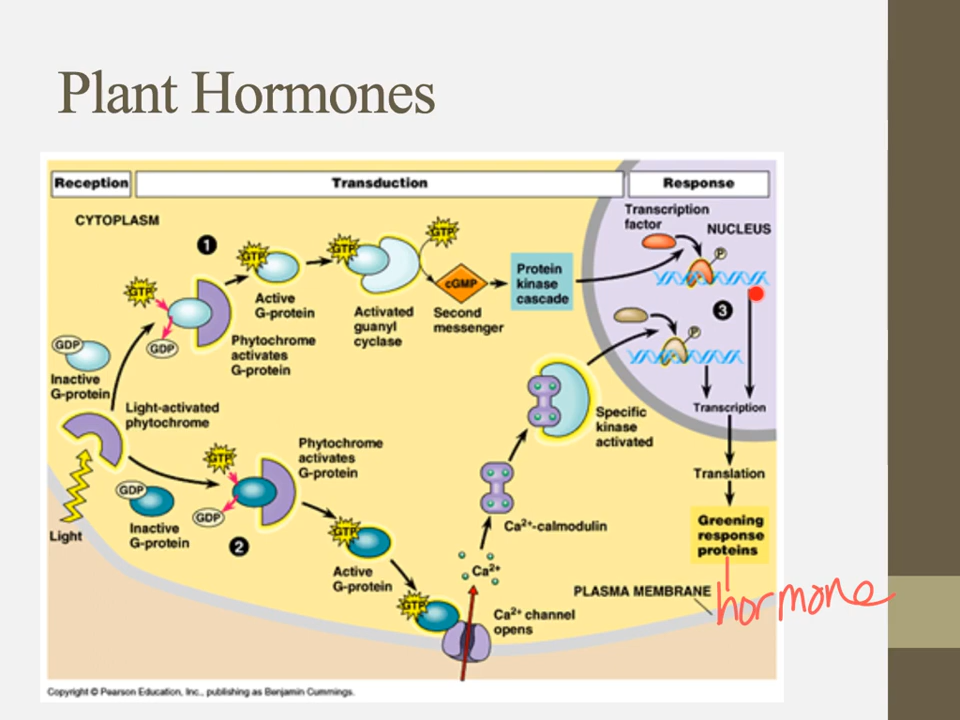 Plant Hormones
Reception
Transduction
Response
CYTOPLASM
Transcription
factor
NUCLEUS
1
GTP
GTP
GTP
GTP
P
cGMP
Protein
kinase
cascade
Active
G-protein
Activated
guanyl
cyclase
Second
messenger
3
GDP
GDP
Phytochrome
activates
G-protein
P
Inactive
G-protein
Light-activated
phytochrome
Specific
kinase
activated
Transcription
Phytochrome
activates
G-protein
GTP
GDP
GDP
Translation
Light
Inactive
G-protein
2
GTP
Ca2+-calmodulin
Greening
response
proteins
Active
G-protein
Ca2+
GTP
PLASMA MEMBRANE
hormone
Ca2+ channel
opens
Copyright © Pearson Education, Inc., publishing as Benjamin Cummings.